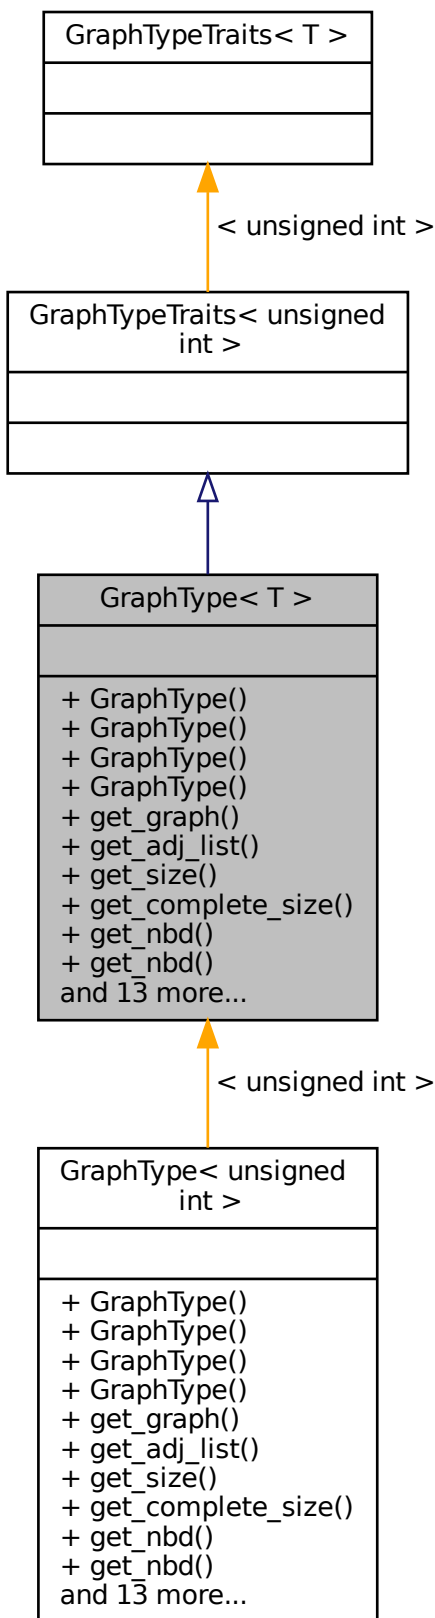 GraphTypeTraits< T >
< unsigned int >
GraphTypeTraits< unsigned
int >
GraphType< T >
+ GraphType()
+ GraphType()
+ GraphType()
+ GraphType()
+ get_graph()
+ get_adj_list()
+ get_size()
+ get_complete_size()
+ get_nbd()
+ get_nbd()
and 13 more...
< unsigned int >
GraphType< unsigned
int >
+ GraphType()
+ GraphType()
+ GraphType()
+ GraphType()
+ get_graph()
+ get_adj_list()
+ get_size()
+ get_complete_size()
+ get_nbd()
+ get_nbd()
and 13 more...